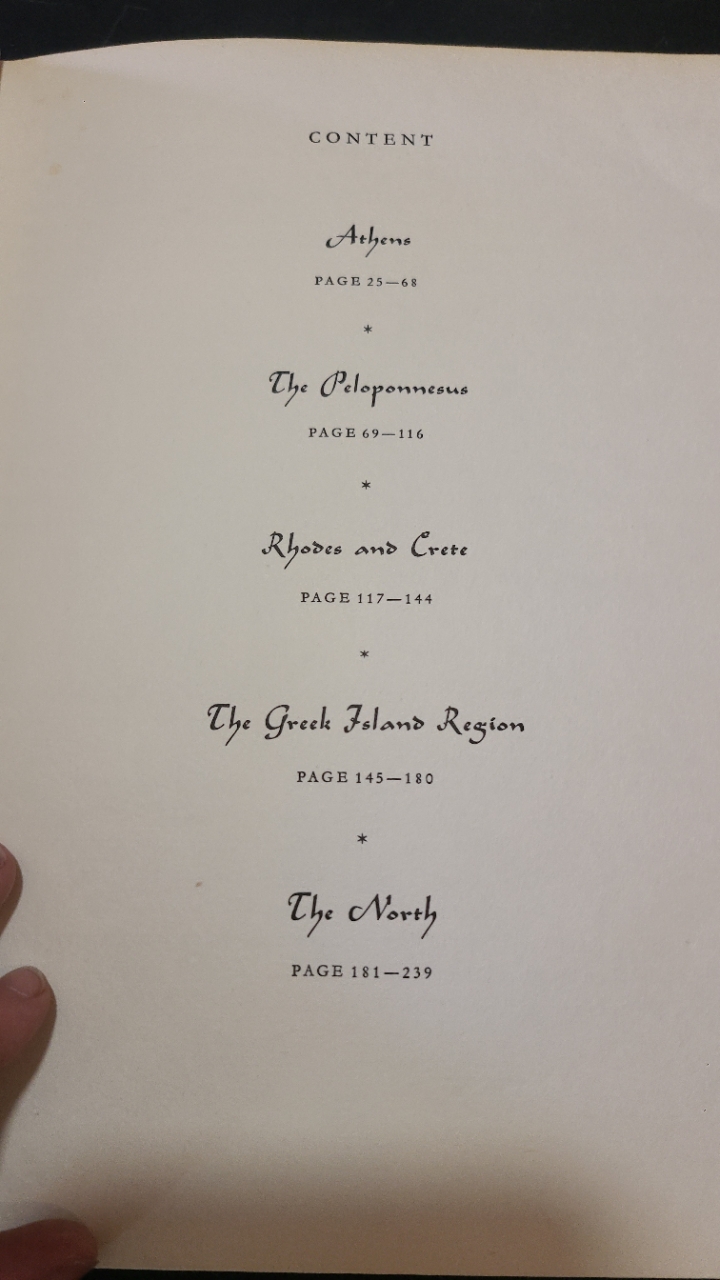 CONTENT
Athens
PAGE 25—68
*
The Peloponnesus
PAGE 69—116
*
Rhodes and Crete
PAGE 117—144
*
The Greek Island Region
PAGE 145—180
*
The North
PAGE 181—239